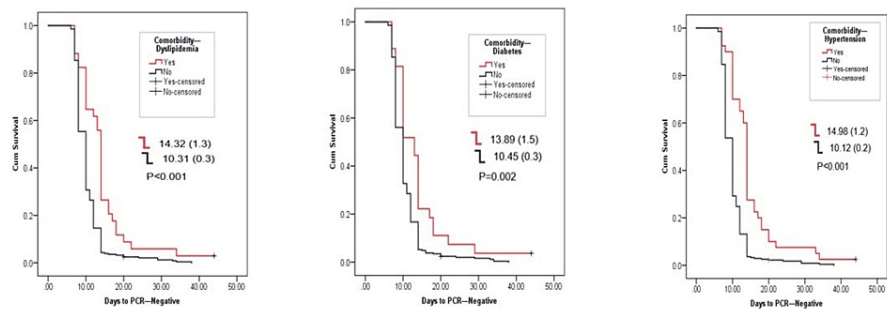 Comorbidity—
Dyslipidemia
Yes
No
Yes-censored
No-censored
14.32 (1.3)
10.31 (0.3)
P<0.001
Cum Survival
1.0
0.8
0.6
0.4
0.2
0.0
.00 10.00 20.00 30.00 40.00 50.00
Days to PCR—Negative
Comorbidity—
Diabetes
Yes
No
Yes-censored
No-censored
13.89 (1.5)
10.45 (0.3)
P=0.002
Cum Survival
1.0
0.8
0.6
0.4
0.2
0.0
.00 10.00 20.00 30.00 40.00 50.00
Days to PCR—Negative
Comorbidity—
Hypertension
Yes
No
Yes-censored
No-censored
14.98 (1.2)
10.12 (0.2)
P<0.001
Cum Survival
1.0
0.8
0.6
0.4
0.2
0.0
.00 10.00 20.00 30.00 40.00 50.00
Days to PCR—Negative